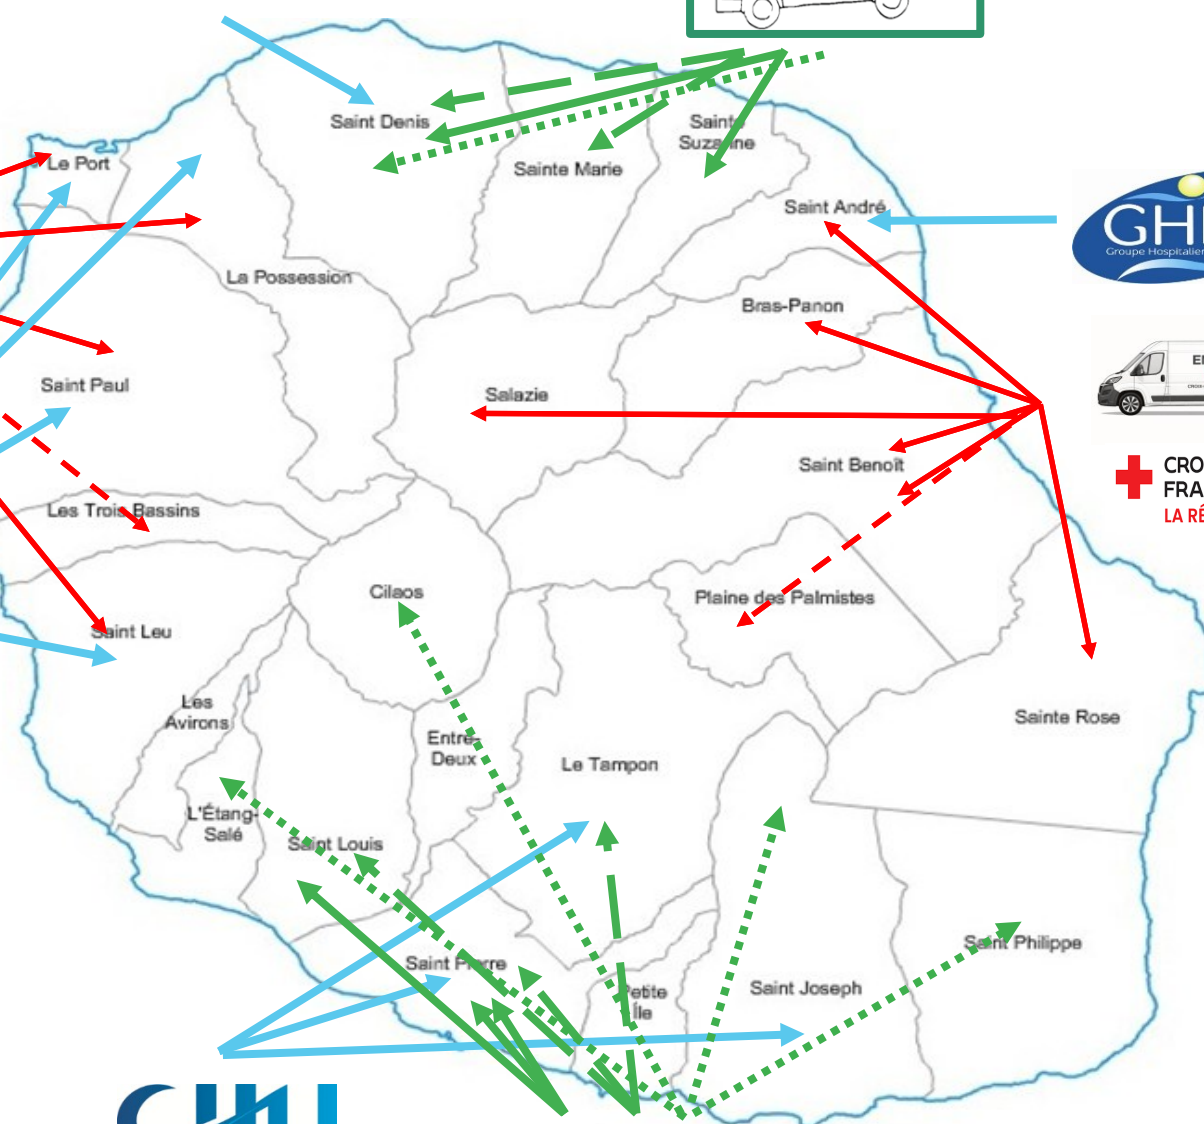 Saint Denis
Sainte Marie
Sainte
Suzanne
Le Port
Saint André
GH
Groupe Hospitalier
La Possession
Bras-Panon
Saint Paul
Salazie
Saint Benoît
CRO
FRA
LA RÉ
Les Trois Bassins
Cilaos
Plaine des Palmistes
Saint Leu
Les
Avirons
Sainte Rose
Entre-
Deux
Le Tampon
L'Étang-
Salé
Saint Louis
Saint Philippe
Saint Pierre
Petite
Île
Saint Joseph